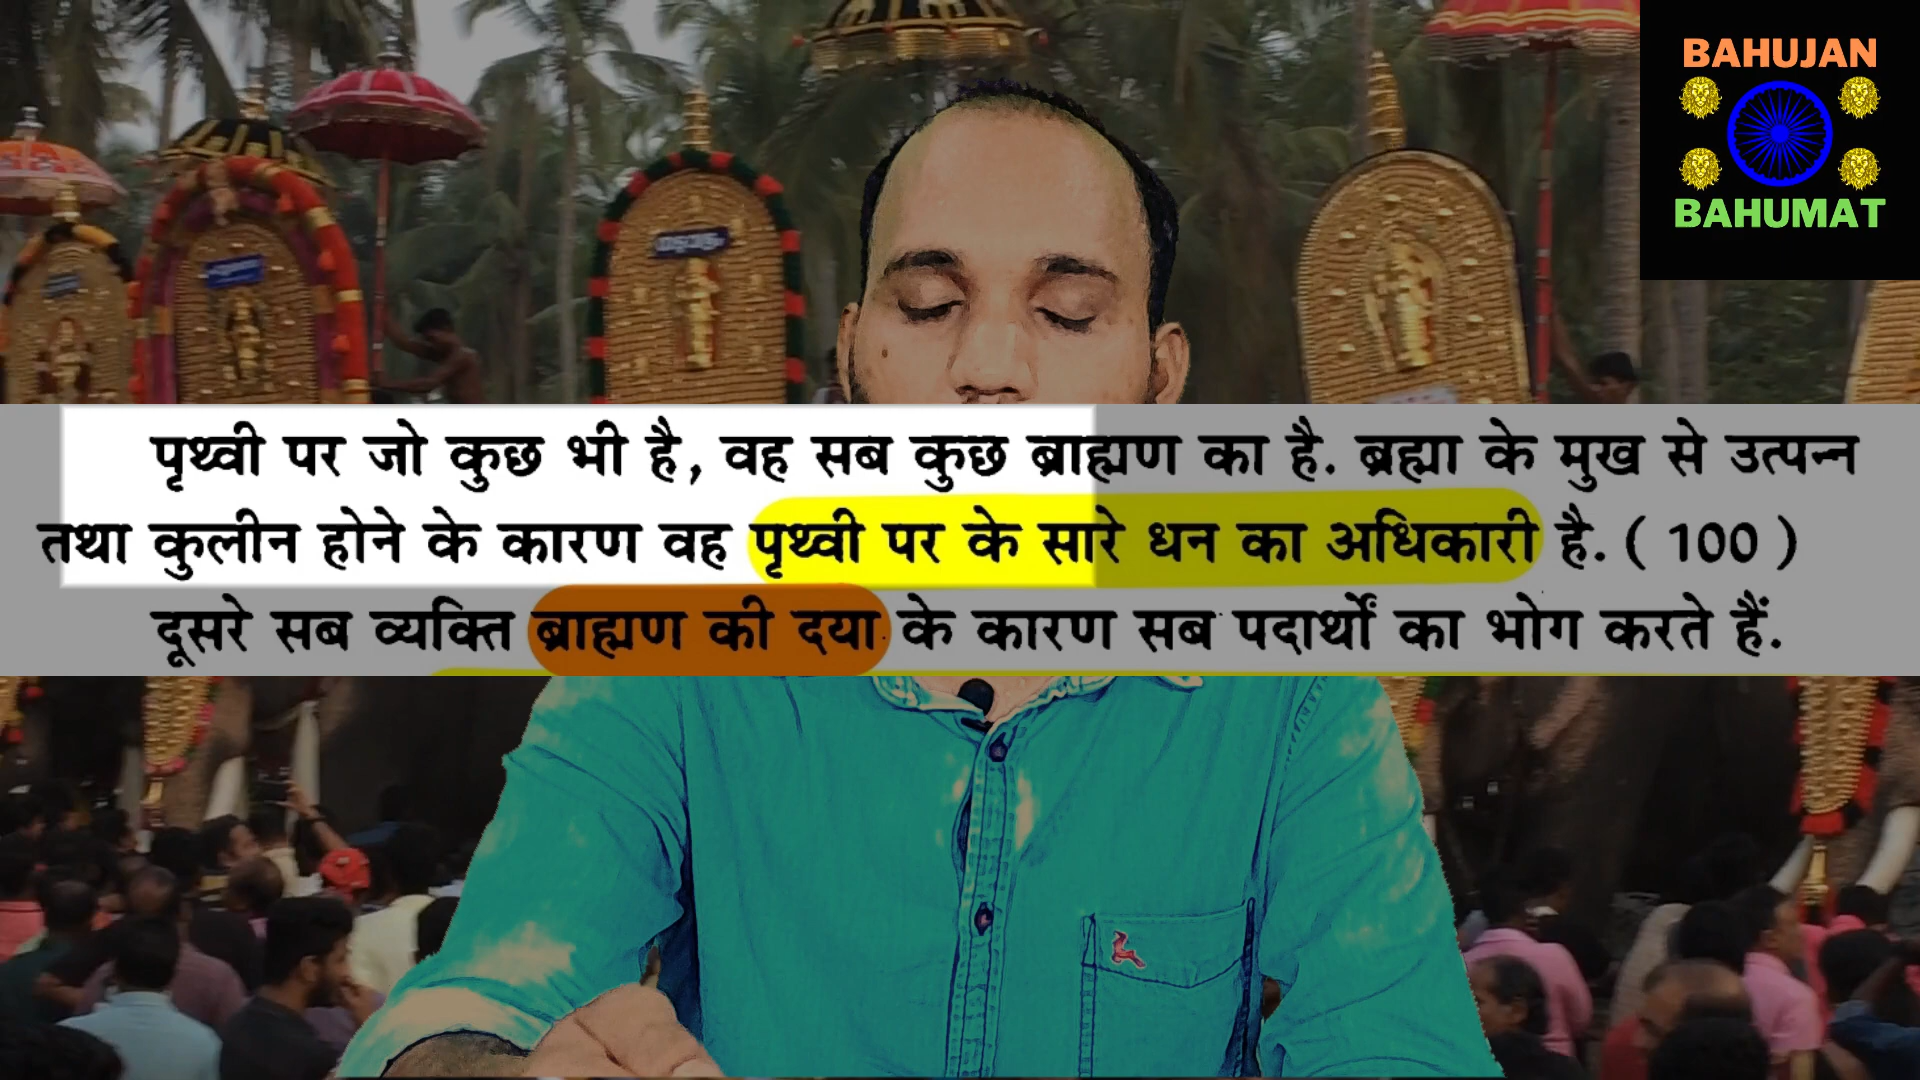 BAHUJAN
BAHUMAT
पृथ्वी पर जो कुछ भी है, वह सब कुछ ब्राह्मण का है. ब्रह्मा के मुख से उत्पन्न
तथा कुलीन होने के कारण वह पृथ्वी पर के सारे धन का अधिकारी है. ( 100 )
दूसरे सब व्यक्ति ब्राह्मण की दया के कारण सब पदार्थों का भोग करते हैं.